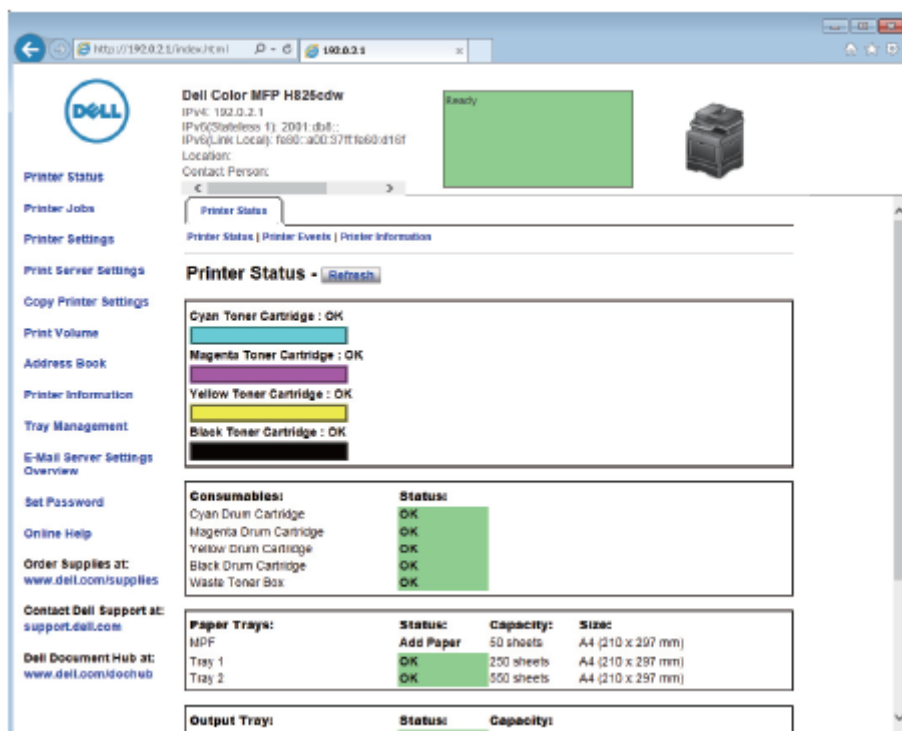 http://192.0.2.1/index.html
192.0.2.1
DELL
Dell Color MFP H825cdw
IPv4: 192.0.2.1
IPv6(Stateless 1): 2001:db8::
IPv6(Link Local): fe80::a00:37ff:fe60:d16f
Location:
Contact Person:
Ready
Printer Status
Printer Jobs
Printer Settings
Print Server Settings
Copy Printer Settings
Print Volume
Address Book
Printer Information
Tray Management
E-Mail Server Settings
Overview
Set Password
Online Help
Order Supplies at:
www.dell.com/supplies
Contact Dell Support at:
support.dell.com
Dell Document Hub at:
www.dell.com/dochub
Printer Status
Printer Status | Printer Events | Printer Information
Printer Status - Refresh
Cyan Toner Cartridge : OK
Magenta Toner Cartridge : OK
Yellow Toner Cartridge : OK
Black Toner Cartridge : OK
Consumables: Status:
Cyan Drum Cartridge OK
Magenta Drum Cartridge OK
Yellow Drum Cartridge OK
Black Drum Cartridge OK
Waste Toner Box OK
Paper Trays: Status: Capacity: Size:
MPF Add Paper 50 sheets A4 (210 x 297 mm)
Tray 1 OK 250 sheets A4 (210 x 297 mm)
Tray 2 OK 550 sheets A4 (210 x 297 mm)
Output Tray: Status: Capacity: